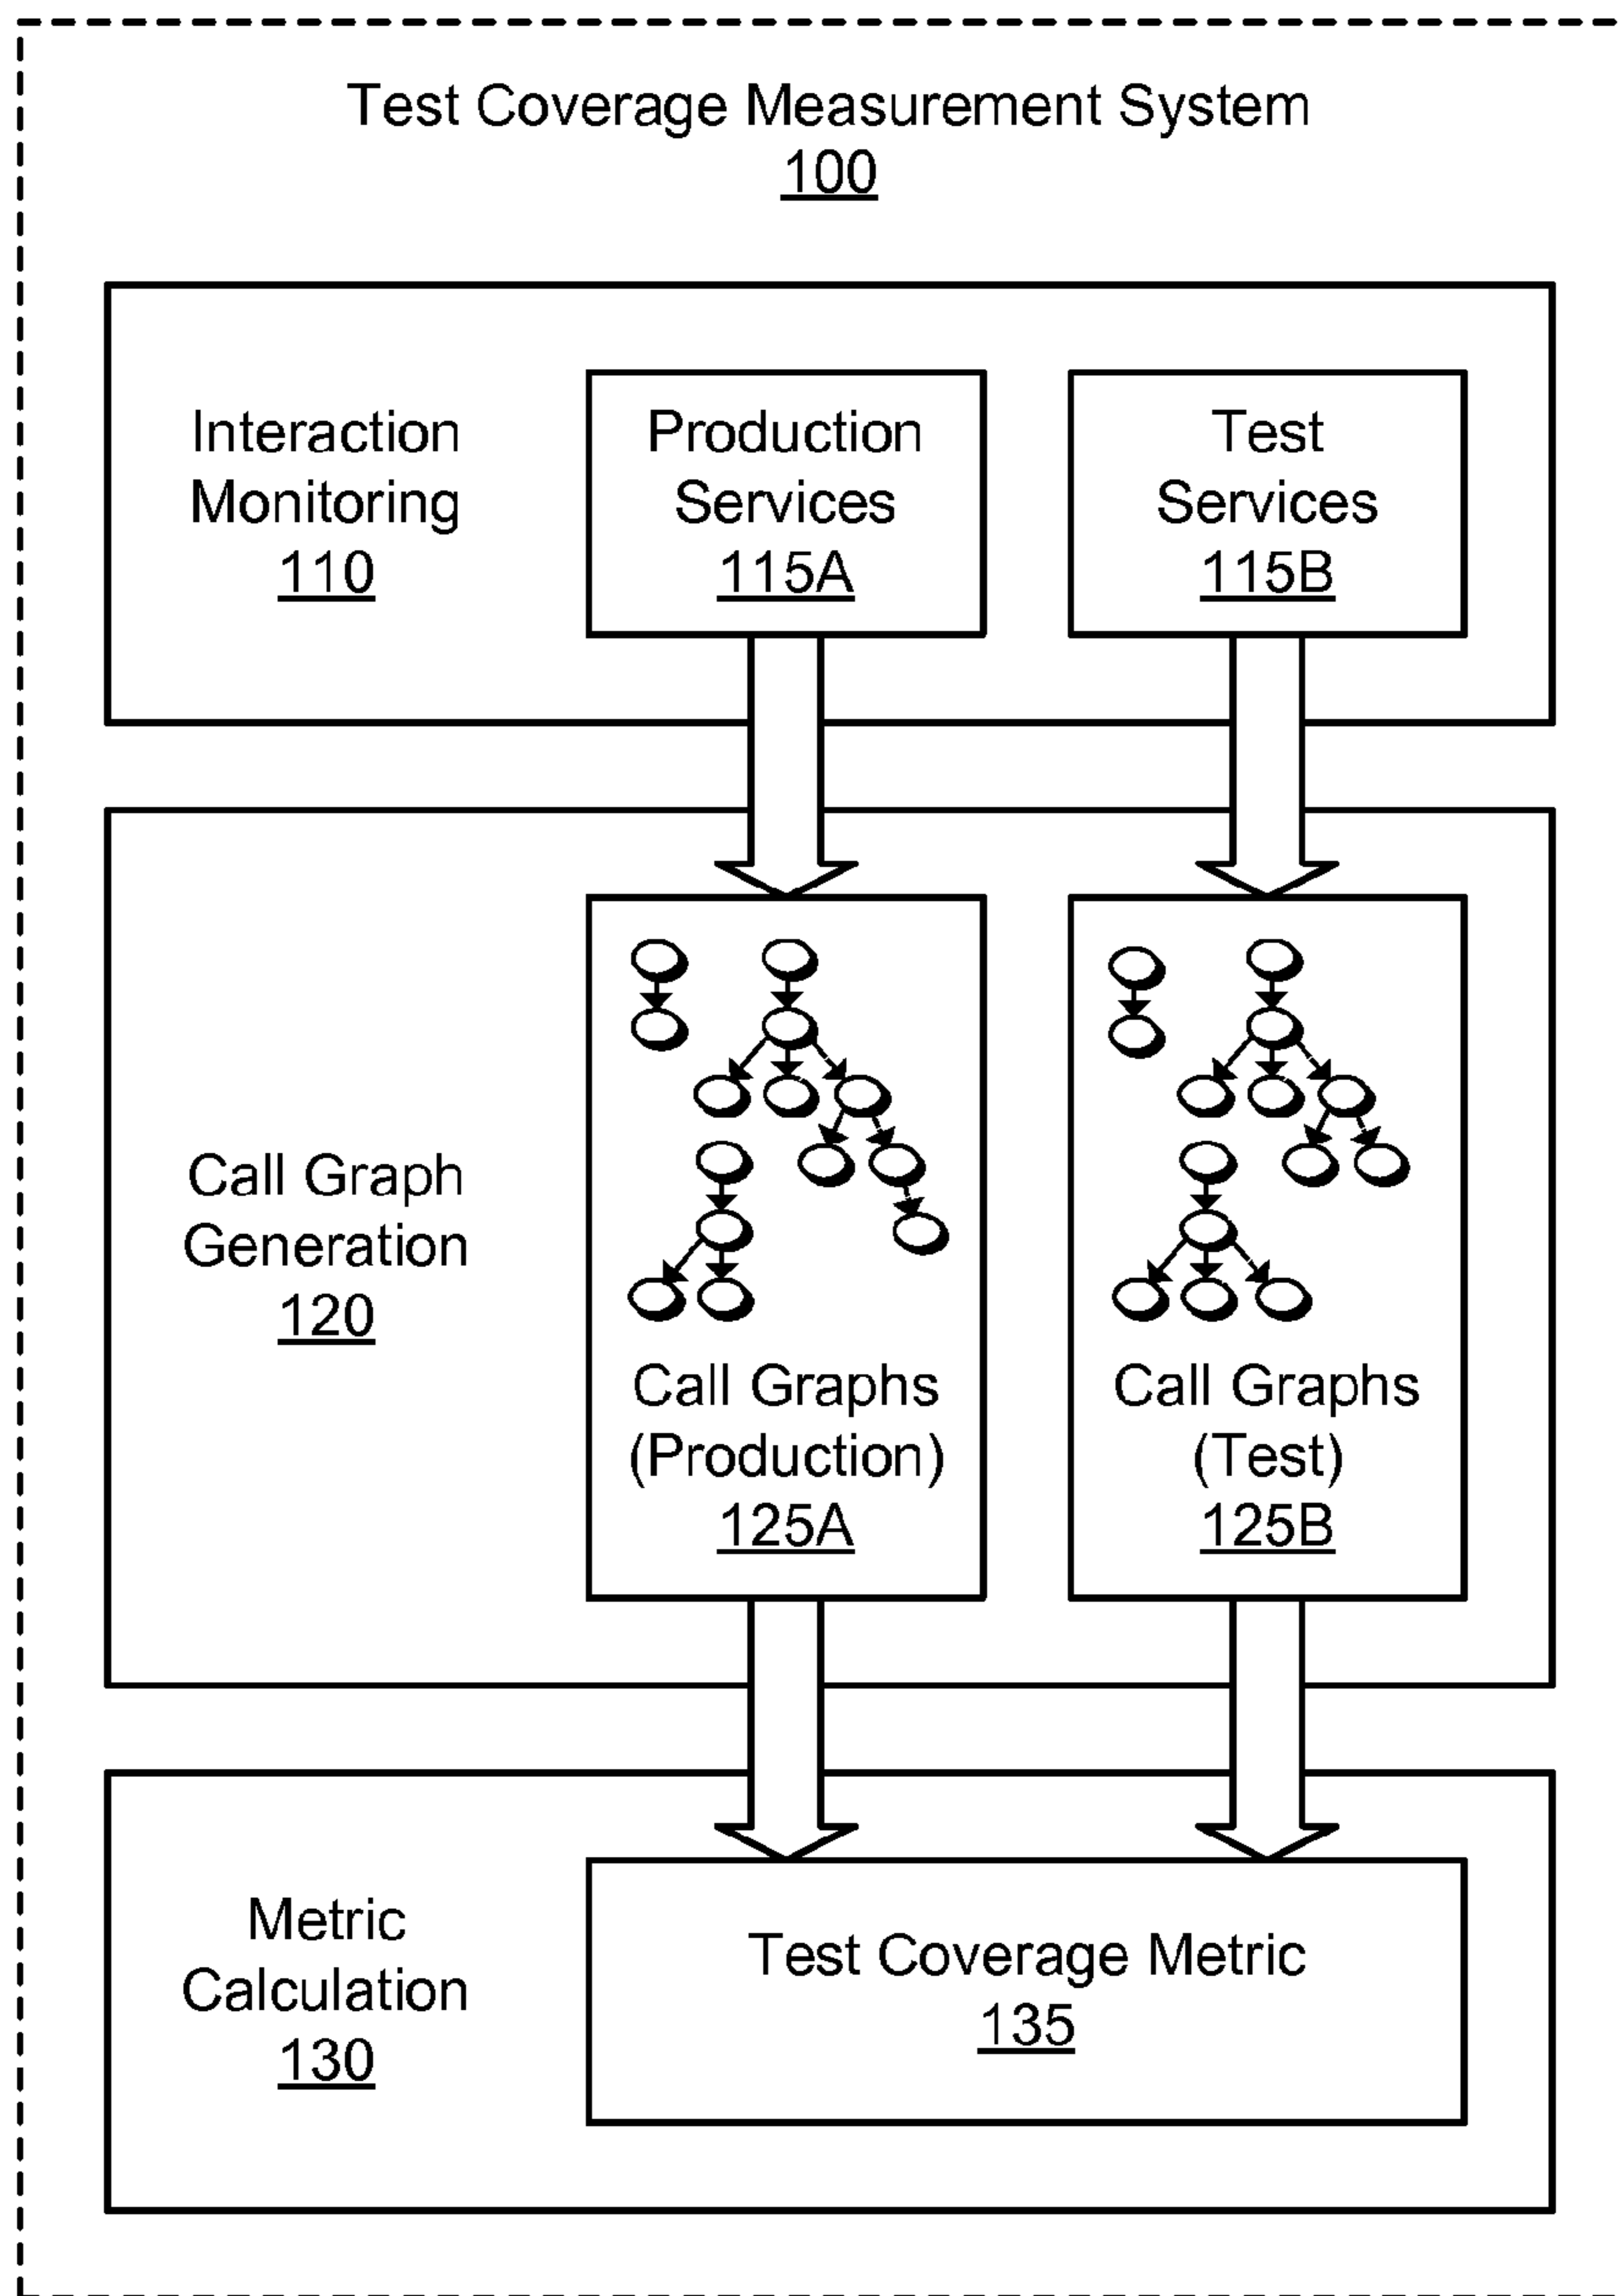 Test Coverage Measurement System
100
Interaction
Monitoring
110
Production
Services
115A
Test
Services
115B
Call Graph
Generation
120
Call Graphs
(Production)
125A
Call Graphs
(Test)
125B
Metric
Calculation
130
Test Coverage Metric
135